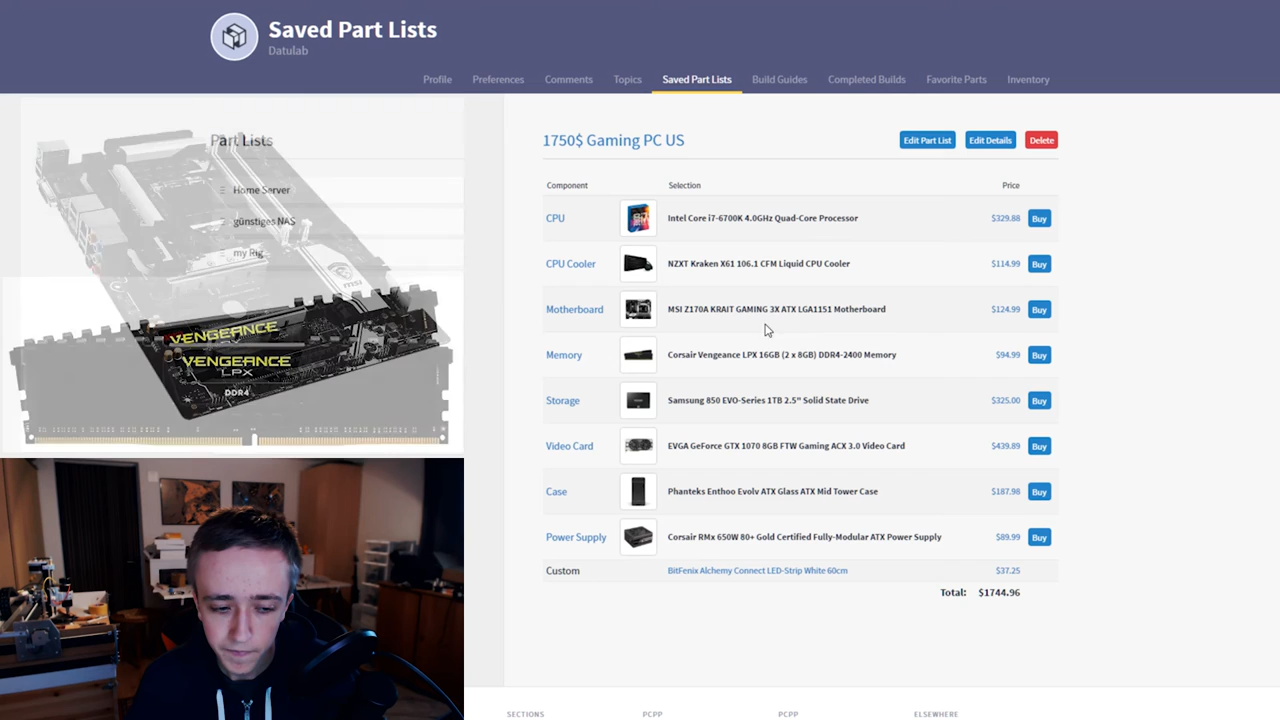 Saved Part Lists
Datulab
Profile Preferences Comments Topics Saved Part Lists Build Guides Completed Builds Favorite Parts Inventory
Part Lists
Home Server
günstiges NAS
my Rig
VENGEANCE
VENGEANCE
LPX
DDR4
1750$ Gaming PC US
Edit Part List Edit Details Delete
Component Selection Price
CPU Intel Core i7-6700K 4.0GHz Quad-Core Processor $329.88 Buy
CPU Cooler NZXT Kraken X61 106.1 CFM Liquid CPU Cooler $114.99 Buy
Motherboard MSI Z170A KRAIT GAMING 3X ATX LGA1151 Motherboard $124.99 Buy
Memory Corsair Vengeance LPX 16GB (2 x 8GB) DDR4-2400 Memory $94.99 Buy
Storage Samsung 850 EVO-Series 1TB 2.5" Solid State Drive $325.00 Buy
Video Card EVGA GeForce GTX 1070 8GB FTW Gaming ACX 3.0 Video Card $439.89 Buy
Case Phanteks Enthoo Evolv ATX Glass ATX Mid Tower Case $187.98 Buy
Power Supply Corsair RMx 650W 80+ Gold Certified Fully-Modular ATX Power Supply $89.99 Buy
Custom BitFenix Alchemy Connect LED-Strip White 60cm $37.25
Total: $1744.96
SECTIONS PCPP PCPP ELSEWHERE